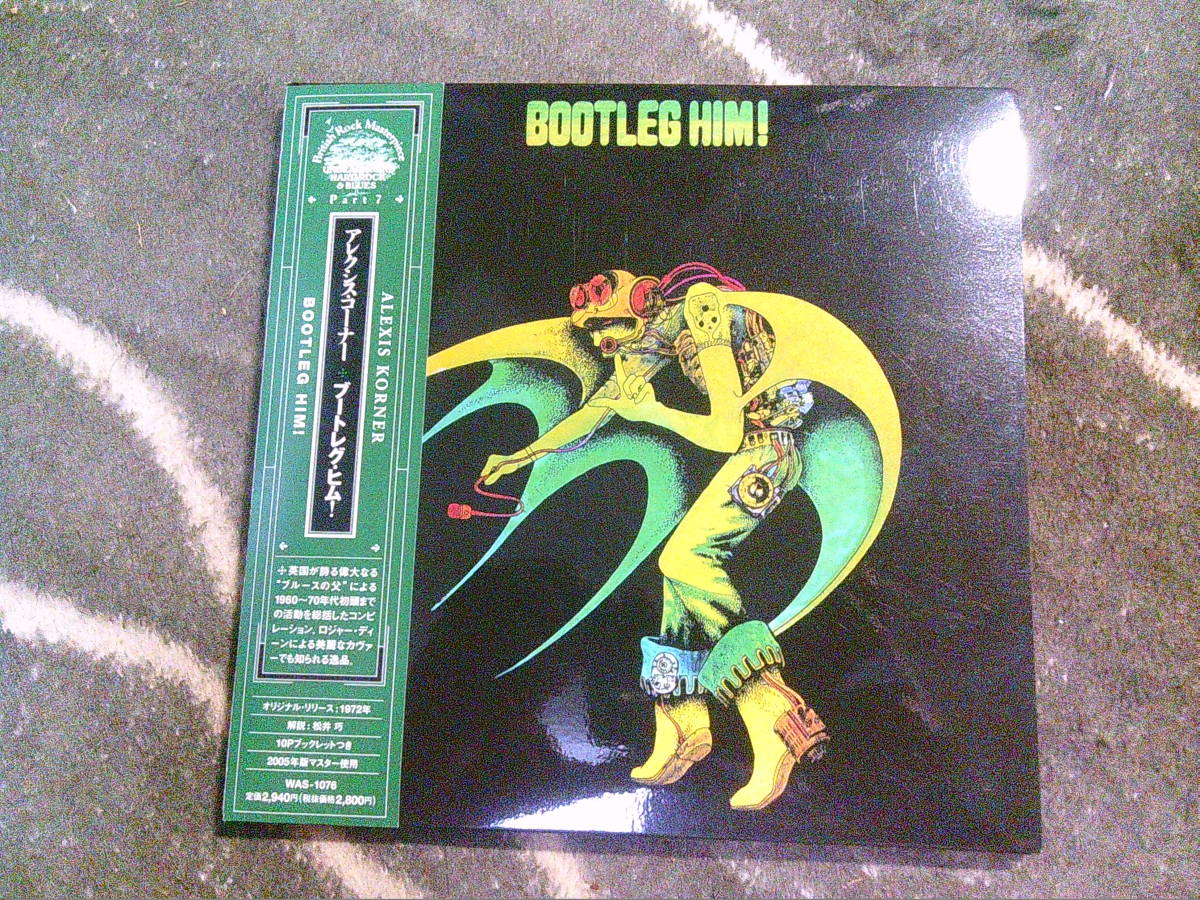 BOOTLEG HIM!
British Rock Masterpiece
HARD ROCK
& BLUES
Part 7
ALEXIS KORNER
アレクシス・コーナー ✣ ブートレグ・ヒム!
BOOTLEG HIM!
✣英国が誇る偉大なる
"ブルースの父"による
1960〜70年代初頭まで
の活動を総括したコンピ
レーション。ロジャー・ディ
ーンによる美麗なカヴァ
ーでも知られる逸品。
オリジナル・リリース:1972年
解説:松井 巧
10Pブックレットつき
2005年版マスター使用
WAS-1076
定価2,940円(税抜価格2,800円)